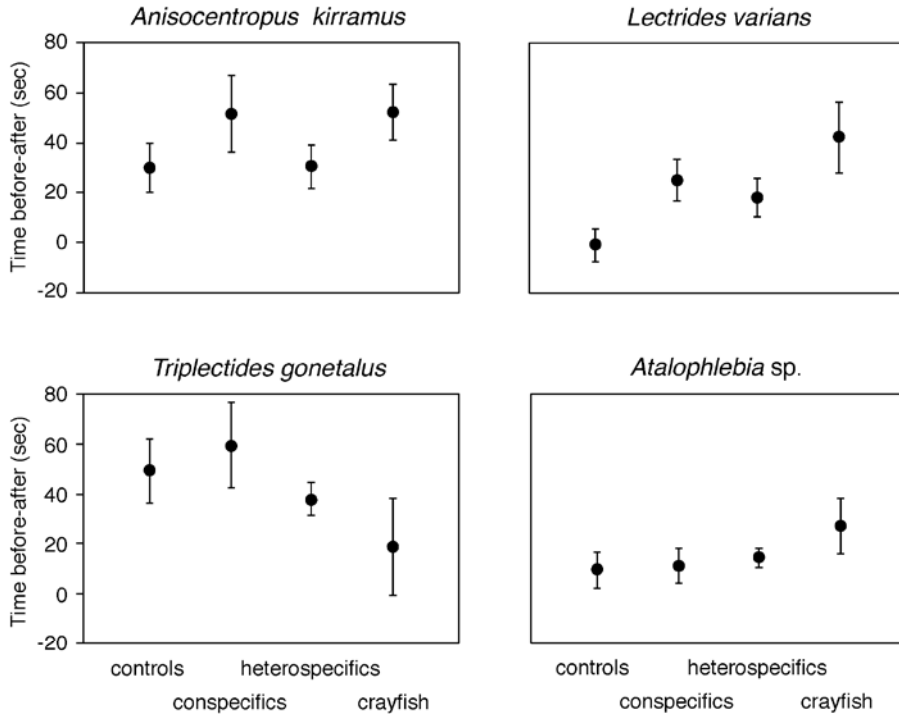 Anisocentropus kirramus
Lectrides varians
Time before-after (sec)
80
60
40
20
0
-20
Triplectides gonetalus
Atalophlebia sp.
Time before-after (sec)
80
60
40
20
0
-20
controls
heterospecifics
conspecifics
crayfish
controls
heterospecifics
conspecifics
crayfish